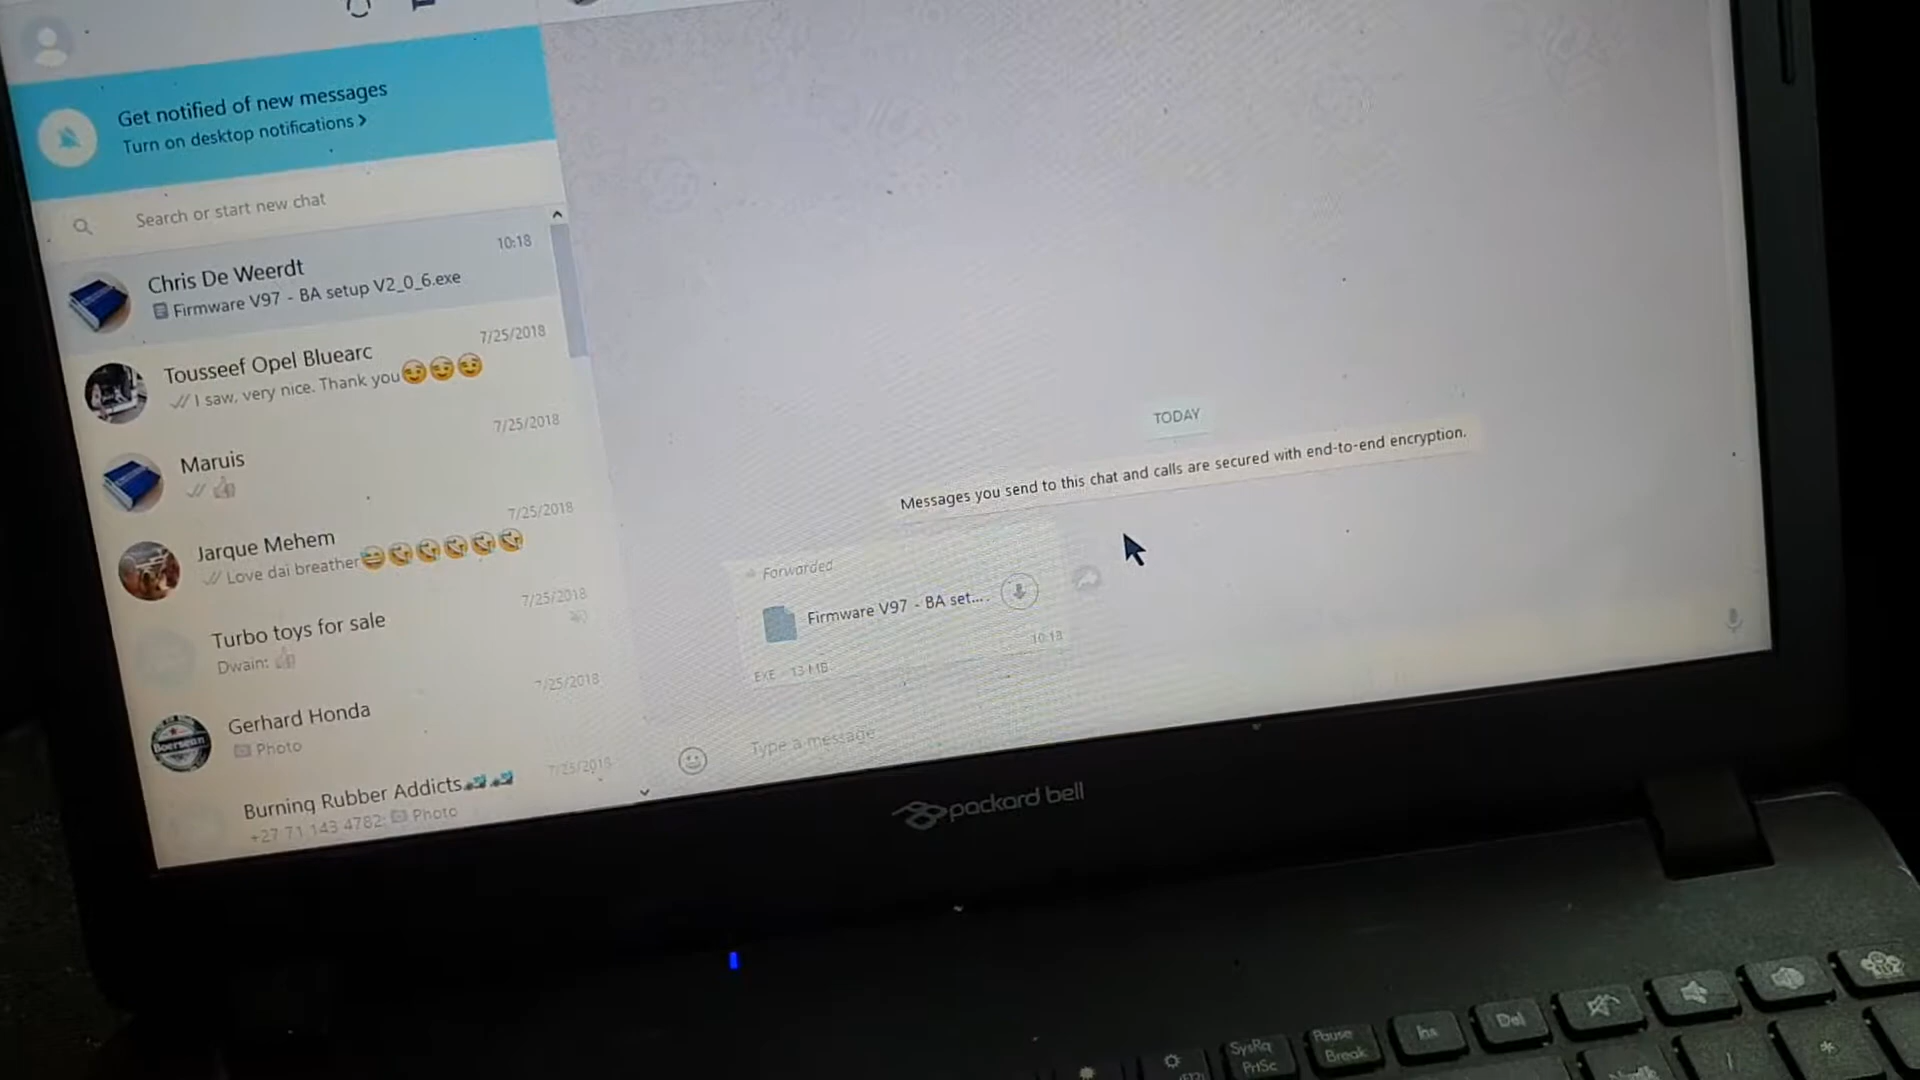 Get notified of new messages
Turn on desktop notifications >
Search or start new chat
Chris De Weerdt
10:18
Firmware V97 - BA setup V2_0_6.exe
Tousseef Opel Bluearc
7/25/2018
I saw, very nice. Thank you😉😉😉
Maruis
7/25/2018
Jarque Mehem
7/25/2018
Love dai breather
Turbo toys for sale
7/25/2018
Dwain:
Gerhard Honda
7/25/2018
Photo
Burning Rubber Addicts
7/25/2018
+27 71 143 4782: Photo
TODAY
Messages you send to this chat and calls are secured with end-to-end encryption.
Forwarded
Firmware V97 - BA set...
10:18
EXE 13 MB
Type a message
packard bell
SysRq
PrtSc
Pause
Break
Ins
Del